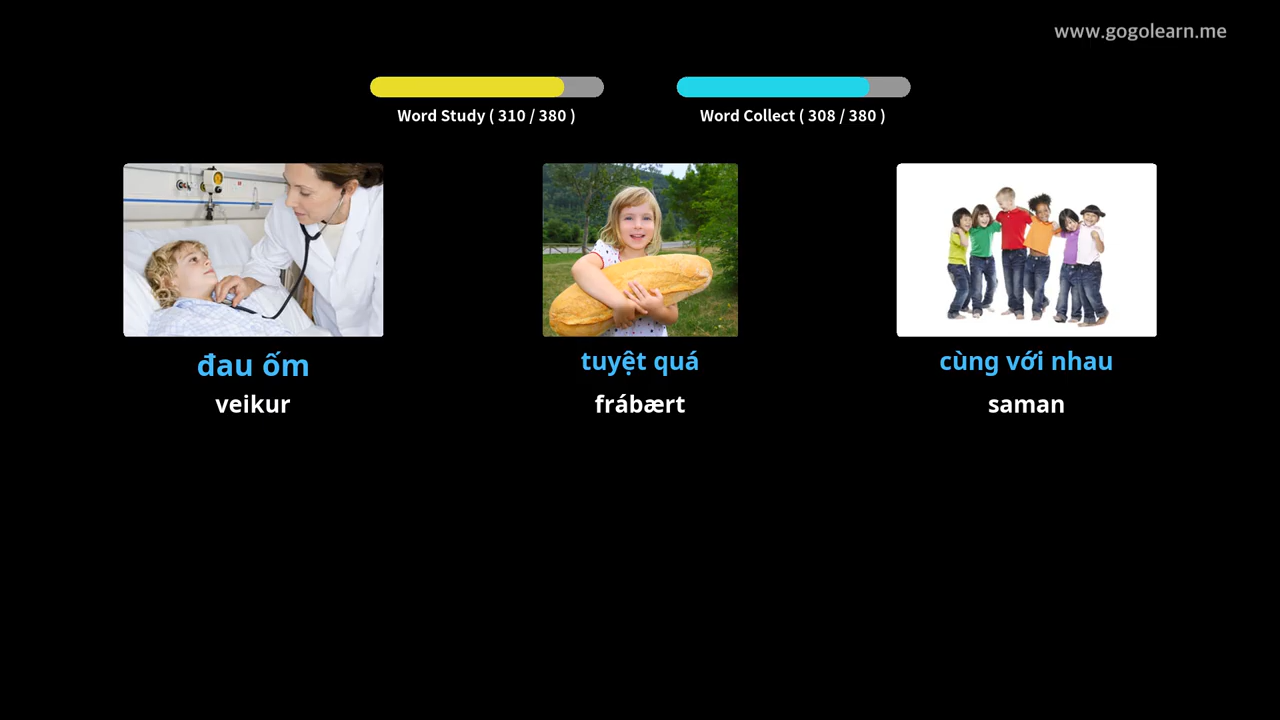 www.gogolearn.me
Word Study ( 310 / 380 )
Word Collect ( 308 / 380 )
đau ốm
veikur
tuyệt quá
frábært
cùng với nhau
saman